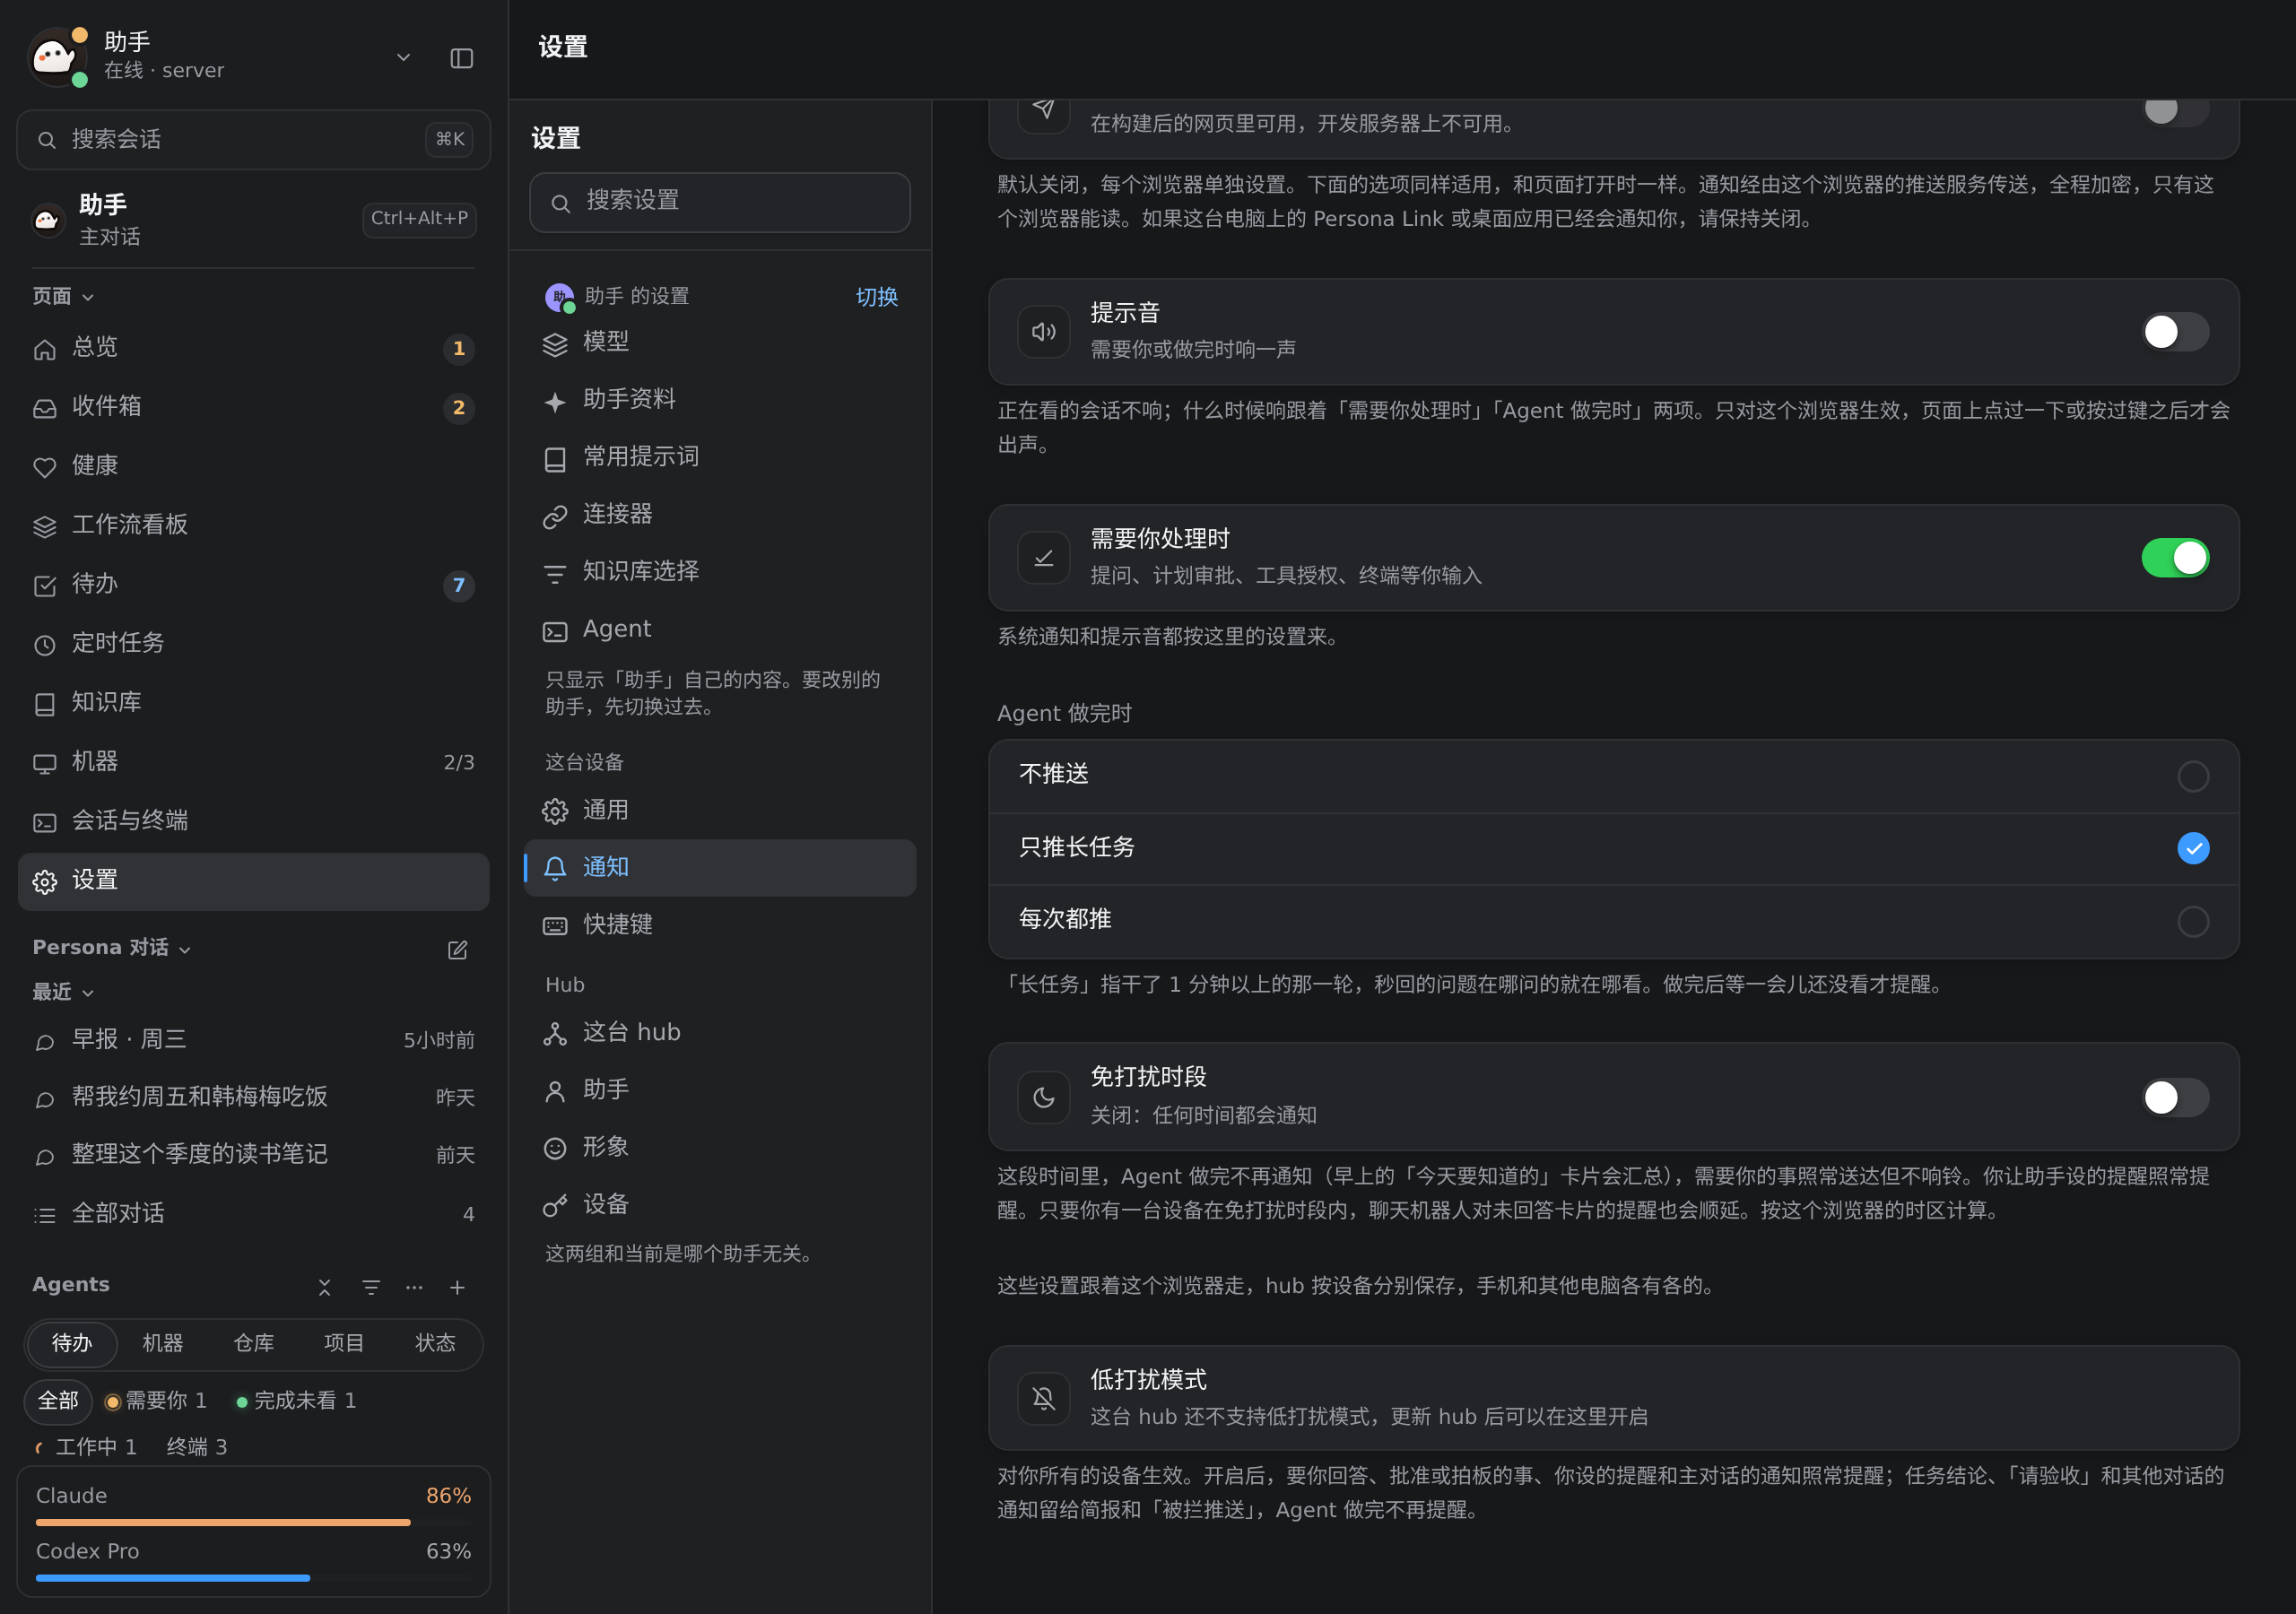 助手
在线 · server
搜索会话
⌘K
助手
主对话
Ctrl+Alt+P
页面
总览
1
收件箱
2
健康
工作流看板
待办
7
定时任务
知识库
机器
2/3
会话与终端
设置
Persona 对话
最近
早报 · 周三
5小时前
帮我约周五和韩梅梅吃饭
昨天
整理这个季度的读书笔记
前天
全部对话
4
Agents
待办
机器
仓库
项目
状态
全部
需要你 1
完成未看 1
工作中 1
终端 3
Claude
86%
Codex Pro
63%
设置
设置
搜索设置
助
助手 的设置
切换
模型
助手资料
常用提示词
连接器
知识库选择
Agent
只显示「助手」自己的内容。要改别的
助手，先切换过去。
这台设备
通用
通知
快捷键
Hub
这台 hub
助手
形象
设备
这两组和当前是哪个助手无关。
在构建后的网页里可用，开发服务器上不可用。
默认关闭，每个浏览器单独设置。下面的选项同样适用，和页面打开时一样。通知经由这个浏览器的推送服务传送，全程加密，只有这
个浏览器能读。如果这台电脑上的 Persona Link 或桌面应用已经会通知你，请保持关闭。
提示音
需要你或做完时响一声
正在看的会话不响；什么时候响跟着「需要你处理时」「Agent 做完时」两项。只对这个浏览器生效，页面上点过一下或按过键之后才会
出声。
需要你处理时
提问、计划审批、工具授权、终端等你输入
系统通知和提示音都按这里的设置来。
Agent 做完时
不推送
只推长任务
每次都推
「长任务」指干了 1 分钟以上的那一轮，秒回的问题在哪问的就在哪看。做完后等一会儿还没看才提醒。
免打扰时段
关闭：任何时间都会通知
这段时间里，Agent 做完不再通知（早上的「今天要知道的」卡片会汇总），需要你的事照常送达但不响铃。你让助手设的提醒照常提
醒。只要你有一台设备在免打扰时段内，聊天机器人对未回答卡片的提醒也会顺延。按这个浏览器的时区计算。
这些设置跟着这个浏览器走，hub 按设备分别保存，手机和其他电脑各有各的。
低打扰模式
这台 hub 还不支持低打扰模式，更新 hub 后可以在这里开启
对你所有的设备生效。开启后，要你回答、批准或拍板的事、你设的提醒和主对话的通知照常提醒；任务结论、「请验收」和其他对话的
通知留给简报和「被拦推送」，Agent 做完不再提醒。